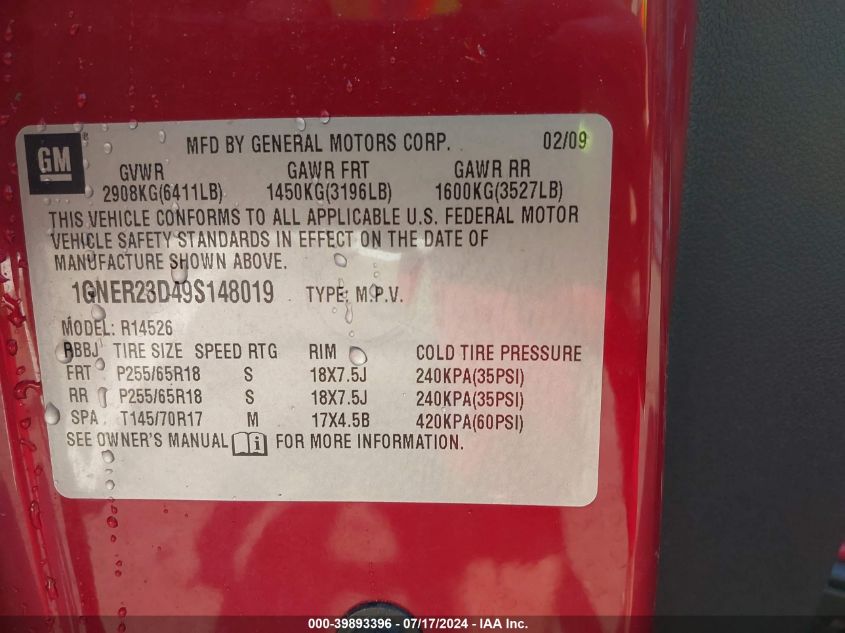 GM
MFD BY GENERAL MOTORS CORP. 02/09
GVWR GAWR FRT GAWR RR
2908KG(6411LB) 1450KG(3196LB) 1600KG(3527LB)
THIS VEHICLE CONFORMS TO ALL APPLICABLE U.S. FEDERAL MOTOR
VEHICLE SAFETY STANDARDS IN EFFECT ON THE DATE OF
MANUFACTURE SHOWN ABOVE.
1GNER23D49S148019 TYPE: M.P.V.
MODEL: R14526
RBBJ TIRE SIZE SPEED RTG RIM COLD TIRE PRESSURE
FRT P255/65R18 S 18X7.5J 240KPA(35PSI)
RR P255/65R18 S 18X7.5J 240KPA(35PSI)
SPA T145/70R17 M 17X4.5B 420KPA(60PSI)
SEE OWNER'S MANUAL i FOR MORE INFORMATION.
000-39893396 - 07/17/2024 - IAA Inc.